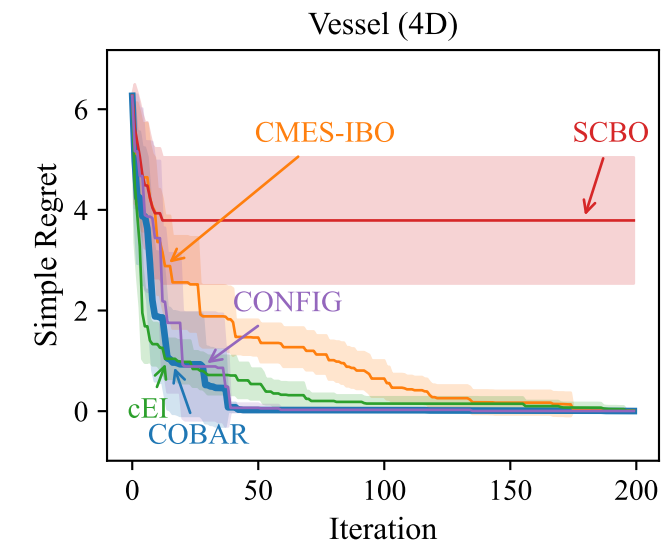 Vessel (4D)
Simple Regret
6
4
2
0
CMES-IBO
SCBO
CONFIG
cEI
COBAR
0 50 100 150 200
Iteration